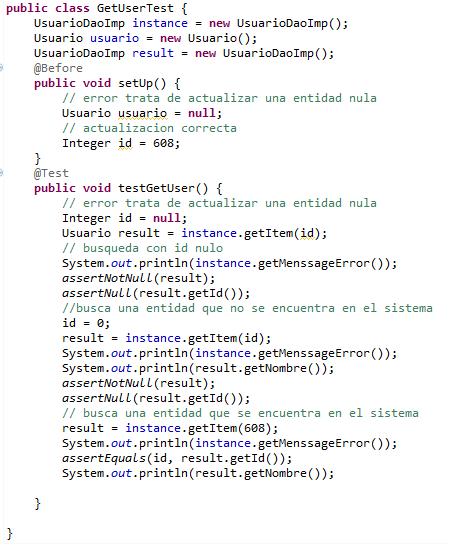 public class GetUserTest {
    UsuarioDaoImp instance = new UsuarioDaoImp();
    Usuario usuario = new Usuario();
    UsuarioDaoImp result = new UsuarioDaoImp();
    @Before
    public void setUp() {
        // error trata de actualizar una entidad nula
        Usuario usuario = null;
        // actualizacion correcta
        Integer id = 608;
    }
    @Test
    public void testGetUser() {
        // error trata de actualizar una entidad nula
        Integer id = null;
        Usuario result = instance.getItem(id);
        // busqueda con id nulo
        System.out.println(instance.getMenssageError());
        assertNotNull(result);
        assertNull(result.getId());
        //busca una entidad que no se encuentra en el sistema
        id = 0;
        result = instance.getItem(id);
        System.out.println(instance.getMenssageError());
        System.out.println(result.getNombre());
        assertNotNull(result);
        assertNull(result.getId());
        // busca una entidad que se encuentra en el sistema
        result = instance.getItem(608);
        System.out.println(instance.getMenssageError());
        assertEquals(id, result.getId());
        System.out.println(result.getNombre());
    }
}